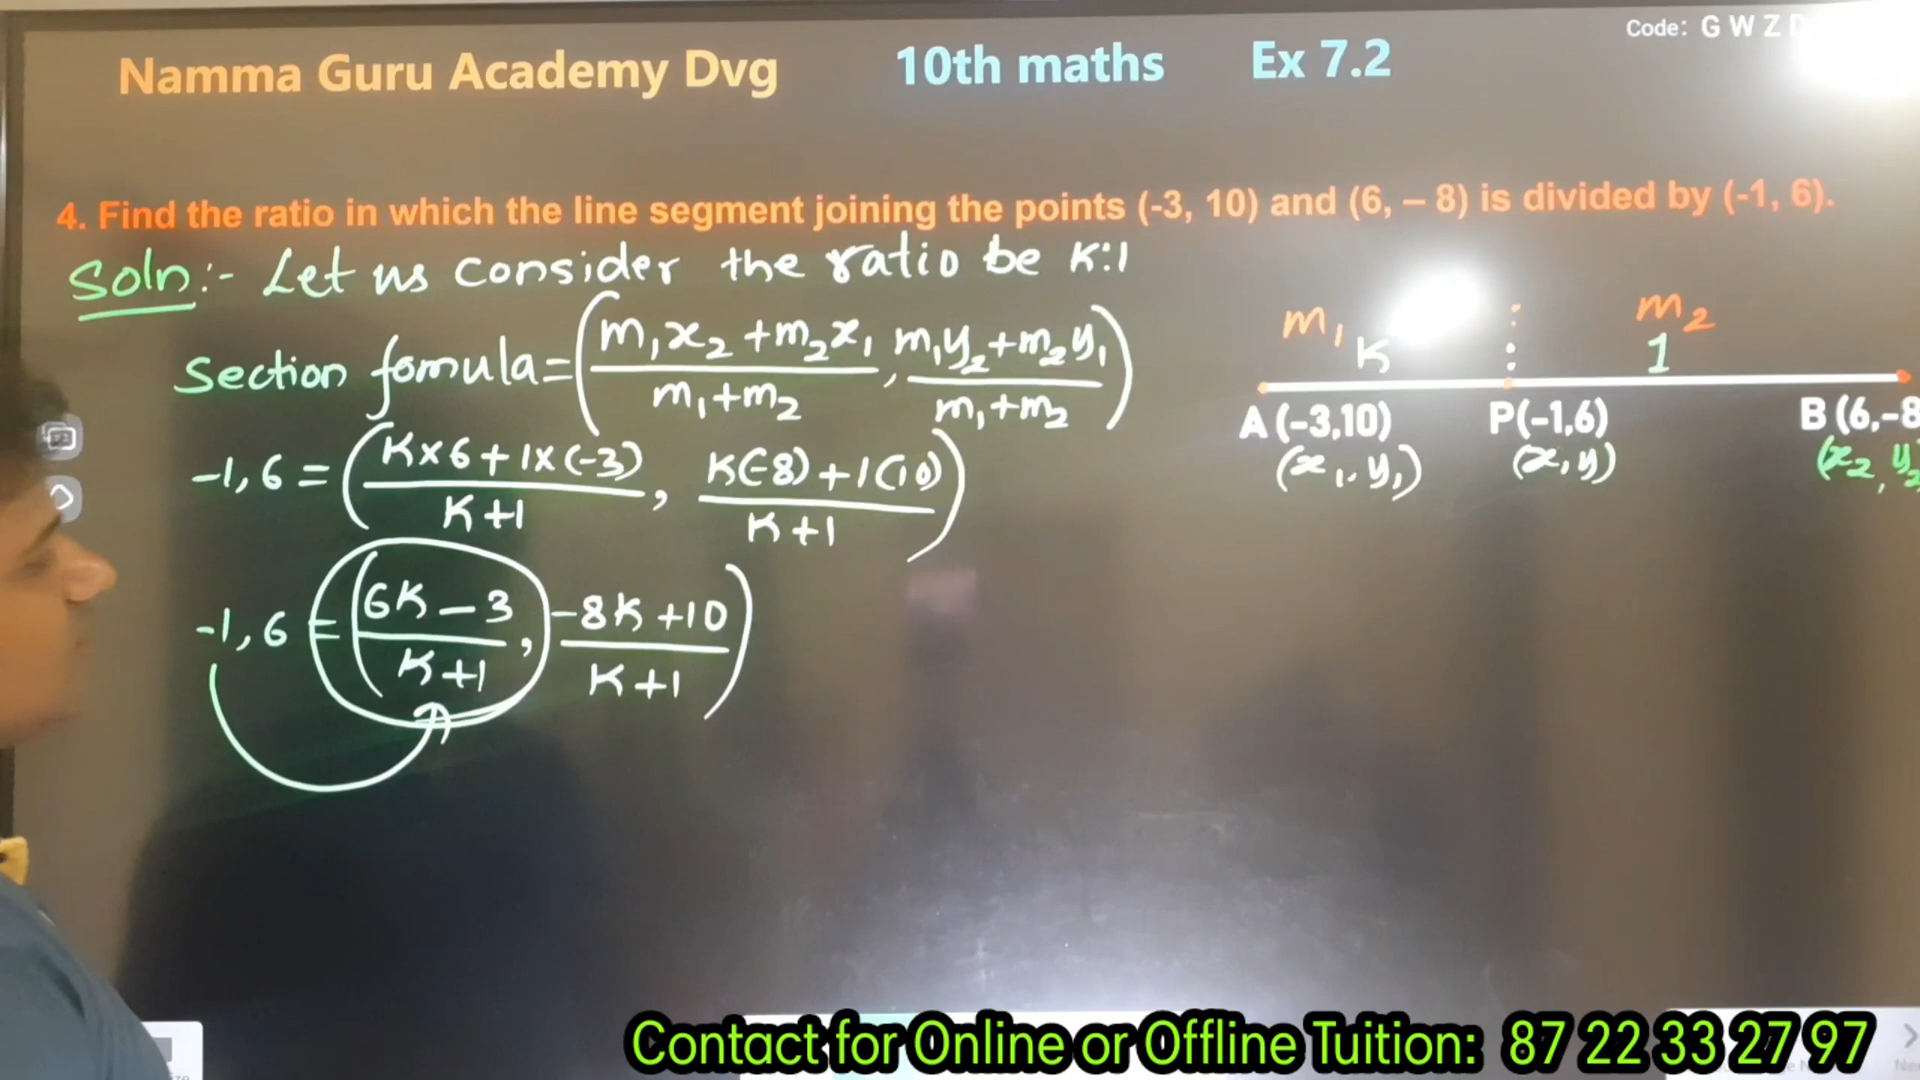 Code: G W Z D
Namma Guru Academy Dvg 10th maths Ex 7.2
4. Find the ratio in which the line segment joining the points (-3, 10) and (6, – 8) is divided by (-1, 6).
Soln:- Let us consider the ratio be K:1
Section fomula = ( (m₁x₂+m₂x₁)/(m₁+m₂) , (m₁y₂+m₂y₁)/(m₁+m₂) )
-1, 6 = ( (K×6+1×(-3))/(K+1) , (K(-8)+1(10))/(K+1) )
-1, 6 = ( (6K-3)/(K+1) , (-8K+10)/(K+1) )
m₁ m₂
K 1
A (-3,10) P(-1,6) B (6,-8
(x₁, y₁) (x, y) (x₂, y₂
Contact for Online or Offline Tuition: 87 22 33 27 97